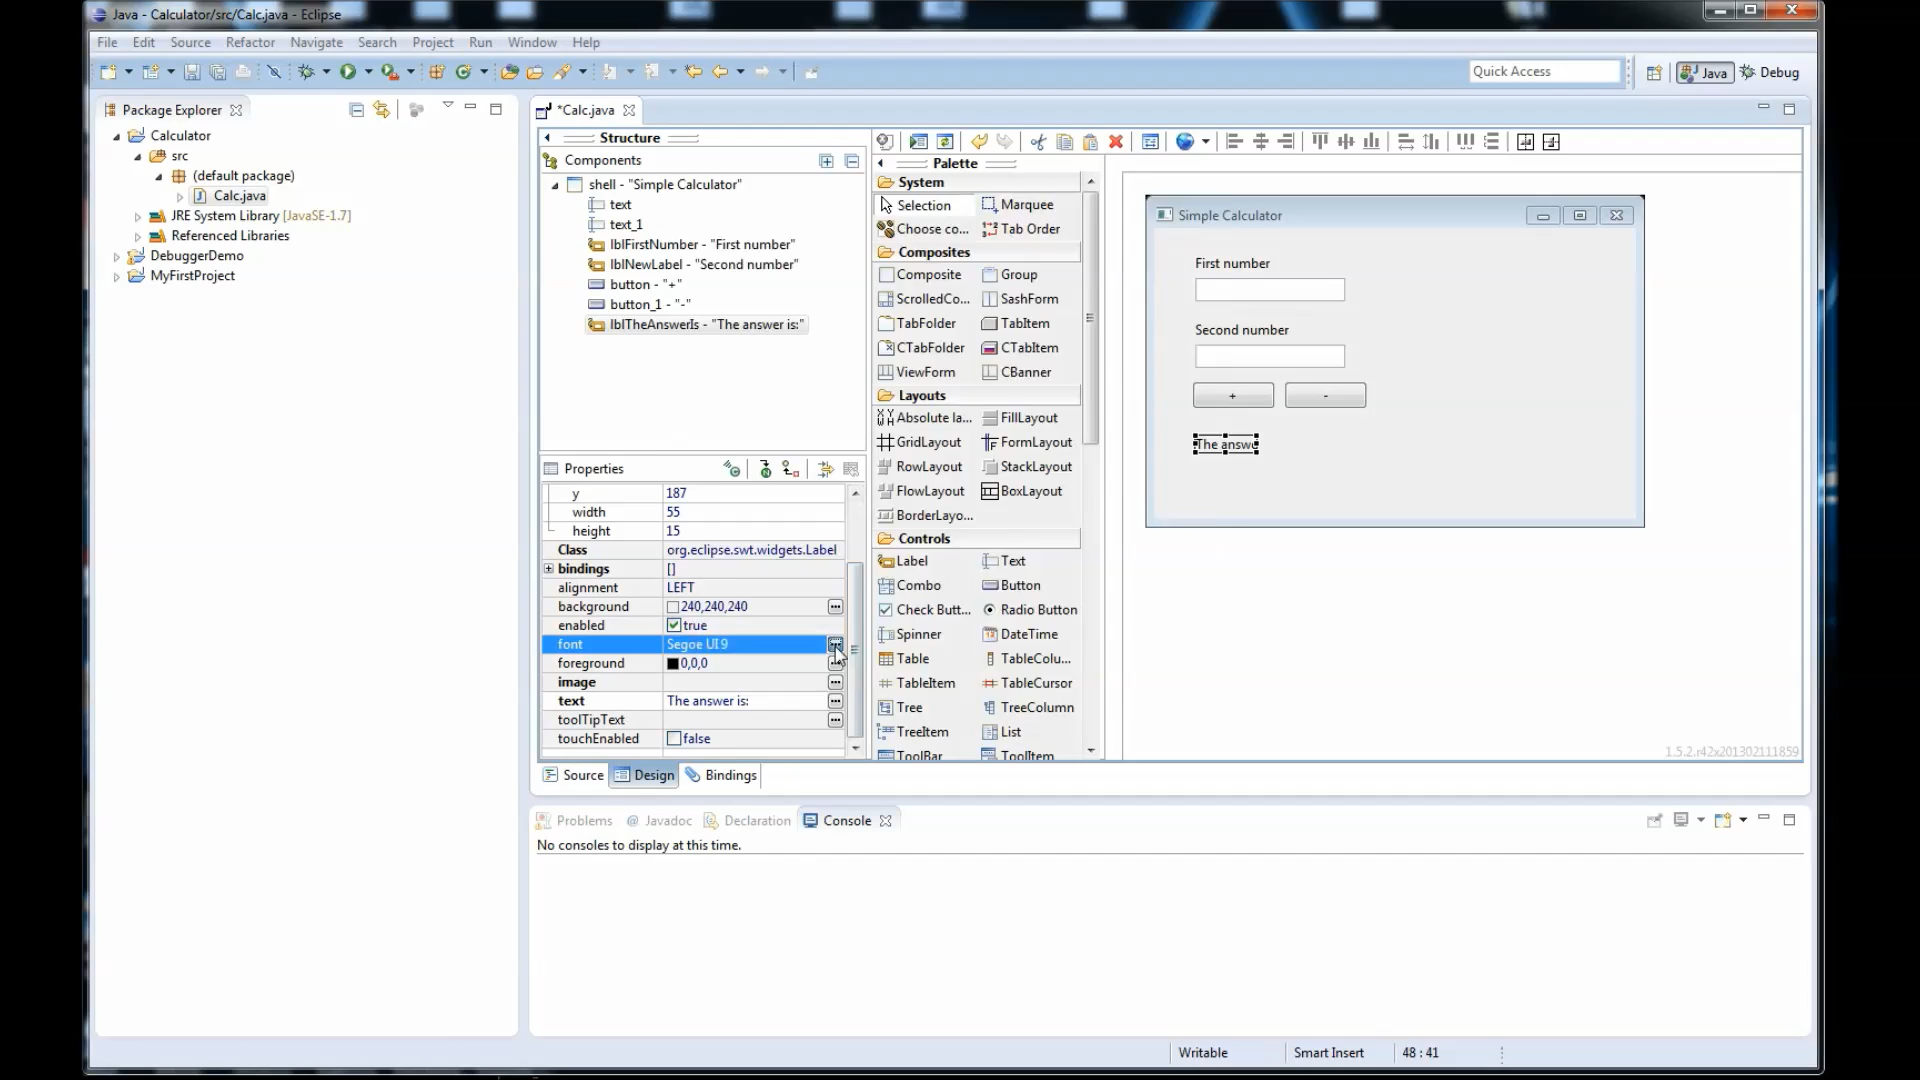 Java - Calculator/src/Calc.java - Eclipse
File Edit Source Refactor Navigate Search Project Run Window Help
Quick Access
Java
Debug
Package Explorer
Calculator
src
(default package)
Calc.java
JRE System Library [JavaSE-1.7]
Referenced Libraries
DebuggerDemo
MyFirstProject
*Calc.java
Structure
Components
shell - "Simple Calculator"
text
text_1
lblFirstNumber - "First number"
lblNewLabel - "Second number"
button - "+"
button_1 - "-"
lblTheAnswerIs - "The answer is:"
Properties
y 187
width 55
height 15
Class org.eclipse.swt.widgets.Label
bindings []
alignment LEFT
background 240,240,240
enabled true
font Segoe UI 9
foreground 0,0,0
image
text The answer is:
toolTipText
touchEnabled false
Palette
System
Selection Marquee
Choose co... Tab Order
Composites
Composite Group
ScrolledCo... SashForm
TabFolder TabItem
CTabFolder CTabItem
ViewForm CBanner
Layouts
Absolute la... FillLayout
GridLayout FormLayout
RowLayout StackLayout
FlowLayout BoxLayout
BorderLayo...
Controls
Label Text
Combo Button
Check Butt... Radio Button
Spinner DateTime
Table TableColu...
TableItem TableCursor
Tree TreeColumn
TreeItem List
ToolBar ToolItem
Simple Calculator
First number
Second number
+ -
The answe
1.5.2.r42x201302111859
Source Design Bindings
Problems @ Javadoc Declaration Console
No consoles to display at this time.
Writable Smart Insert 48 : 41